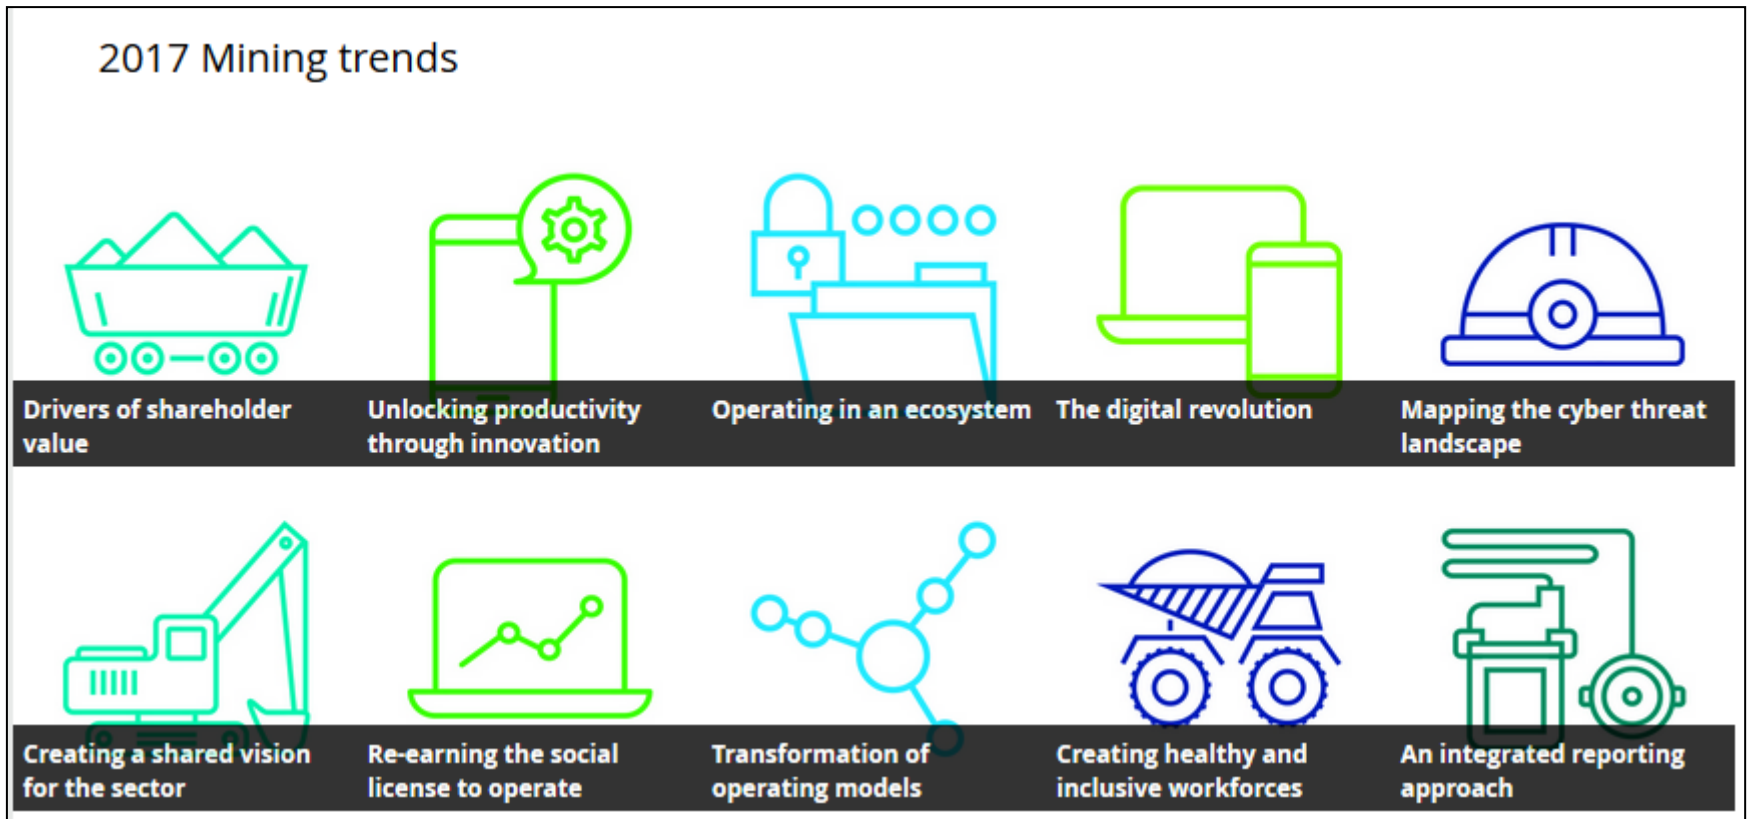 2017 Mining trends
Drivers of shareholder
value
Unlocking productivity
through innovation
Operating in an ecosystem
The digital revolution
Mapping the cyber threat
landscape
Creating a shared vision
for the sector
Re-earning the social
license to operate
Transformation of
operating models
Creating healthy and
inclusive workforces
An integrated reporting
approach